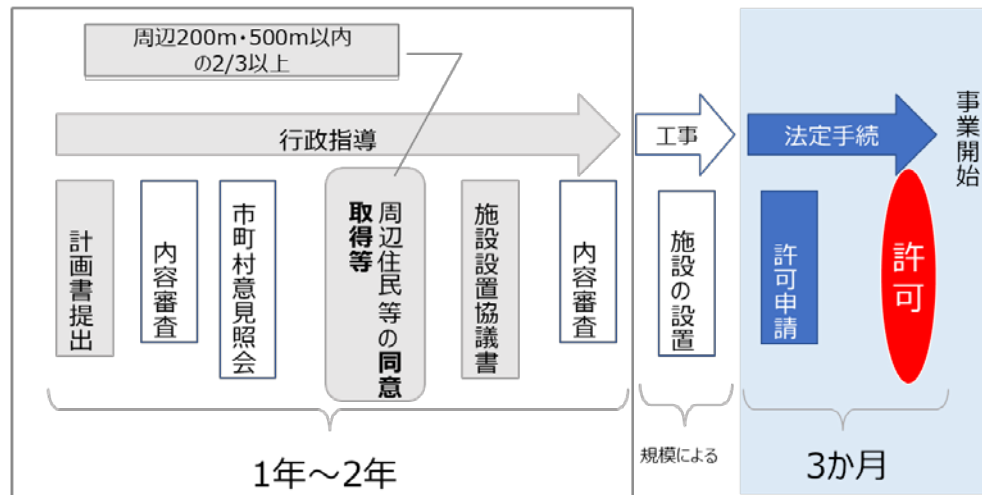 周辺200m・500m以内
の2/3以上
行政指導
工事
法定手続
事業開始
計画書提出
内容審査
市町村意見照会
周辺住民等の同意
取得等
施設設置協議書
内容審査
施設の設置
許可申請
許可
1年～2年
規模による
3か月